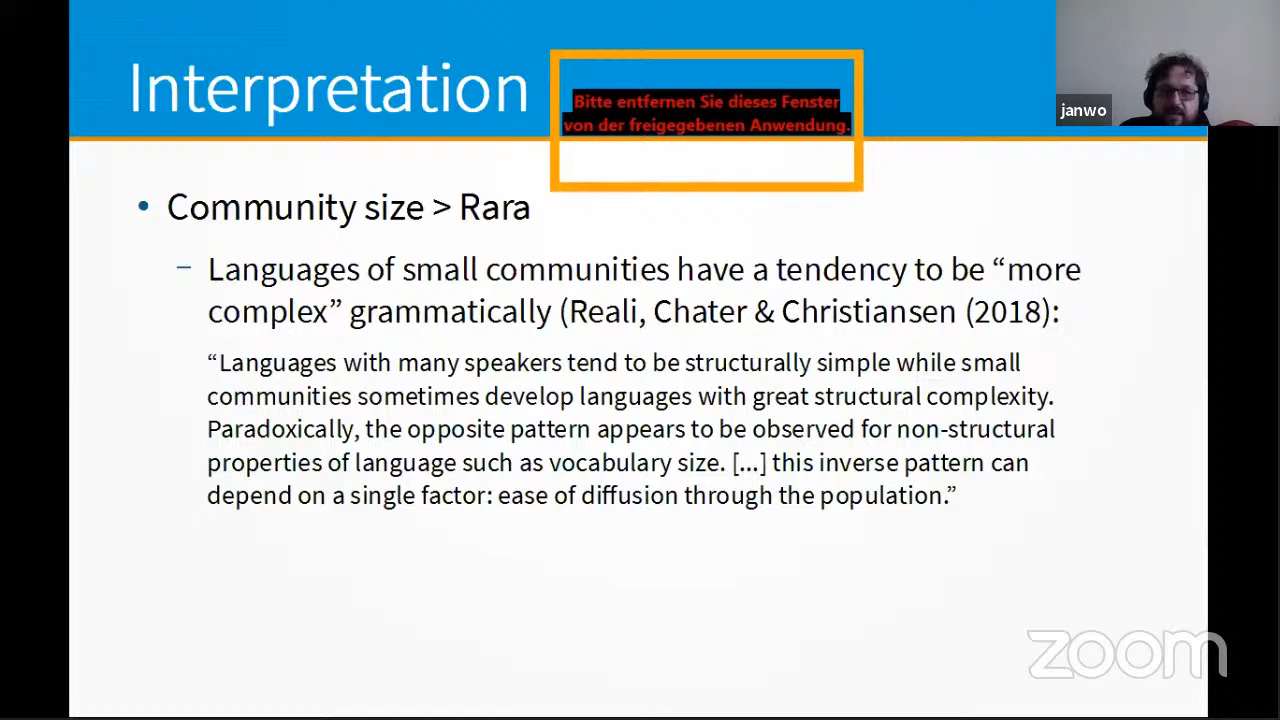 Interpretation
Bitte entfernen Sie dieses Fenster
von der freigegebenen Anwendung.
janwo
• Community size > Rara
– Languages of small communities have a tendency to be “more
complex” grammatically (Reali, Chater & Christiansen (2018):
“Languages with many speakers tend to be structurally simple while small
communities sometimes develop languages with great structural complexity.
Paradoxically, the opposite pattern appears to be observed for non-structural
properties of language such as vocabulary size. [...] this inverse pattern can
depend on a single factor: ease of diffusion through the population.”
zoom